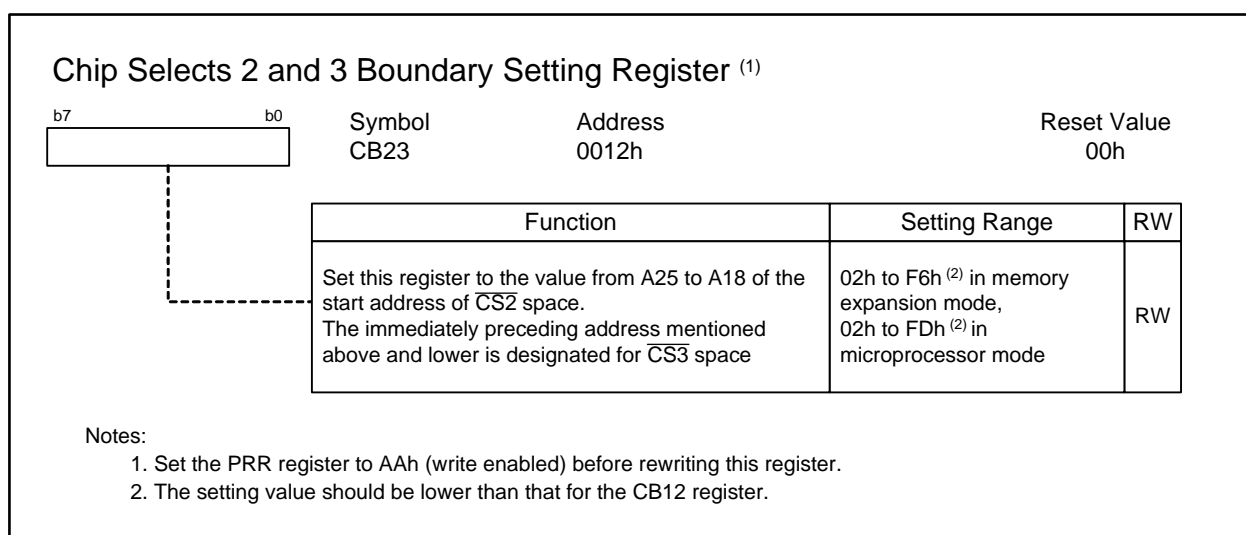 Chip Selects 2 and 3 Boundary Setting Register (1)
b7 b0
Symbol Address Reset Value
CB23 0012h 00h
Function Setting Range RW
Set this register to the value from A25 to A18 of the
start address of CS2 space.
The immediately preceding address mentioned
above and lower is designated for CS3 space
02h to F6h (2) in memory
expansion mode,
02h to FDh (2) in
microprocessor mode
RW
Notes:
1. Set the PRR register to AAh (write enabled) before rewriting this register.
2. The setting value should be lower than that for the CB12 register.